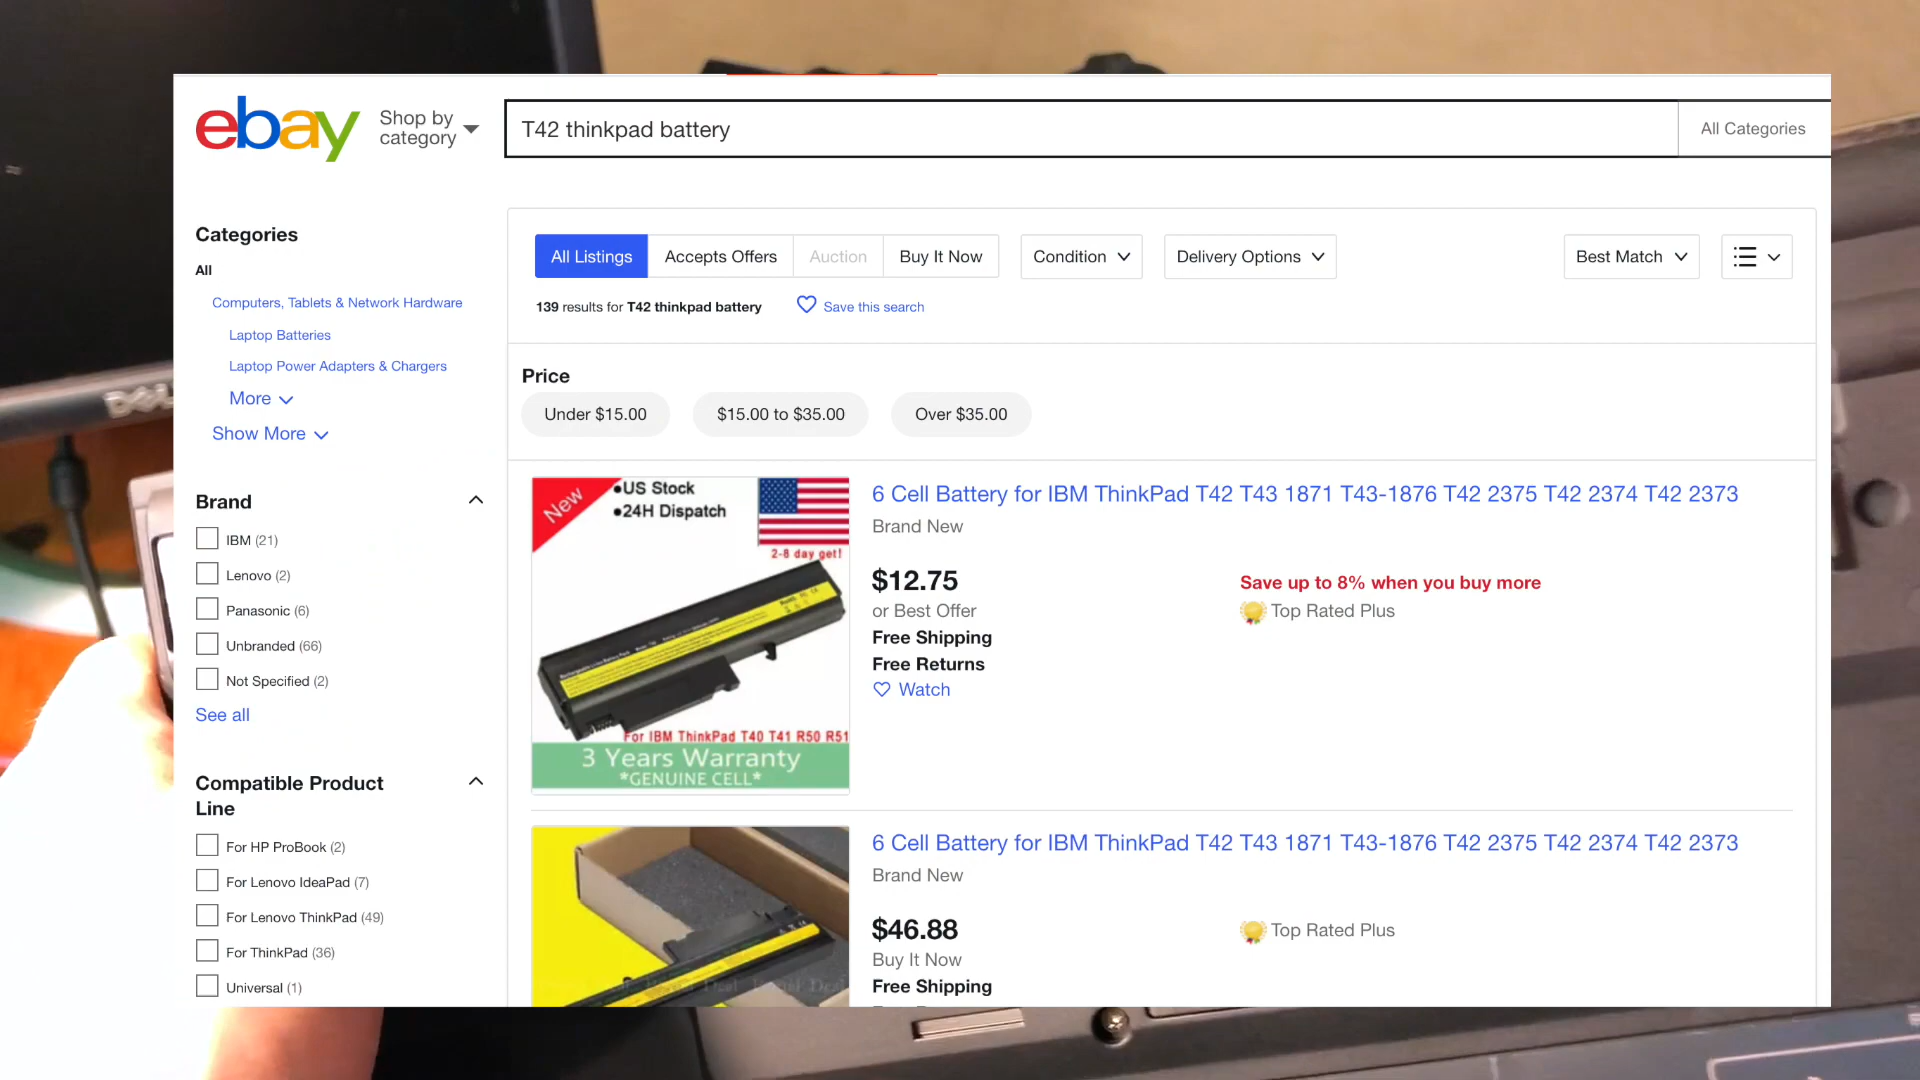 ebay
Shop by
category
T42 thinkpad battery
All Categories
Categories
All
Computers, Tablets & Network Hardware
Laptop Batteries
Laptop Power Adapters & Chargers
More
Show More
Brand
IBM (21)
Lenovo (2)
Panasonic (6)
Unbranded (66)
Not Specified (2)
See all
Compatible Product
Line
For HP ProBook (2)
For Lenovo IdeaPad (7)
For Lenovo ThinkPad (49)
For ThinkPad (36)
Universal (1)
All Listings
Accepts Offers
Auction
Buy It Now
Condition
Delivery Options
Best Match
139 results for T42 thinkpad battery
Save this search
Price
Under $15.00
$15.00 to $35.00
Over $35.00
New
•US Stock
•24H Dispatch
2-8 day get!
For IBM ThinkPad T40 T41 R50 R51
3 Years Warranty
*GENUINE CELL*
6 Cell Battery for IBM ThinkPad T42 T43 1871 T43-1876 T42 2375 T42 2374 T42 2373
Brand New
$12.75
or Best Offer
Free Shipping
Free Returns
Watch
Save up to 8% when you buy more
Top Rated Plus
6 Cell Battery for IBM ThinkPad T42 T43 1871 T43-1876 T42 2375 T42 2374 T42 2373
Brand New
$46.88
Buy It Now
Free Shipping
Top Rated Plus
DELL